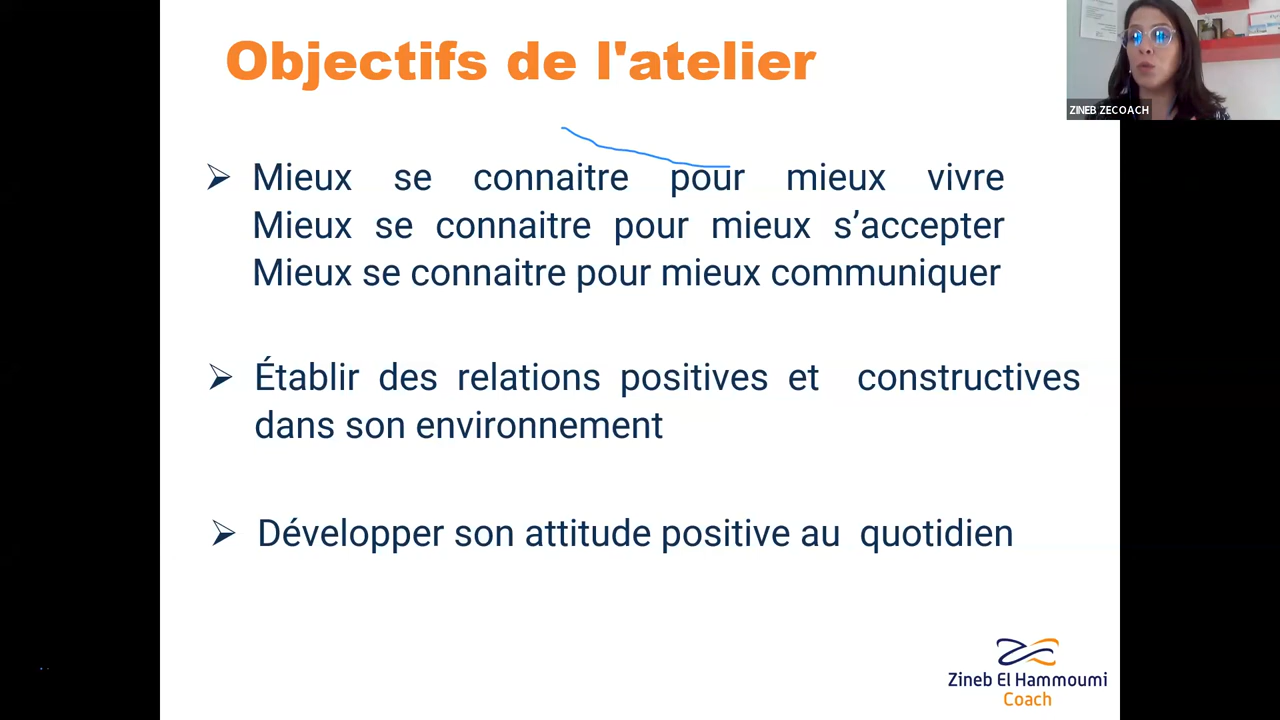 Objectifs de l'atelier
ZINEB ZECOACH
➢ Mieux se connaitre pour mieux vivre
Mieux se connaitre pour mieux s’accepter
Mieux se connaitre pour mieux communiquer
➢ Établir des relations positives et constructives
dans son environnement
➢ Développer son attitude positive au quotidien
Zineb El Hammoumi
Coach